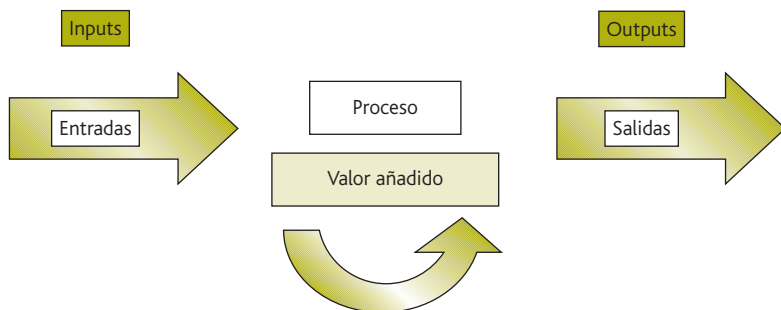 Inputs
Outputs
Entradas
Proceso
Salidas
Valor añadido